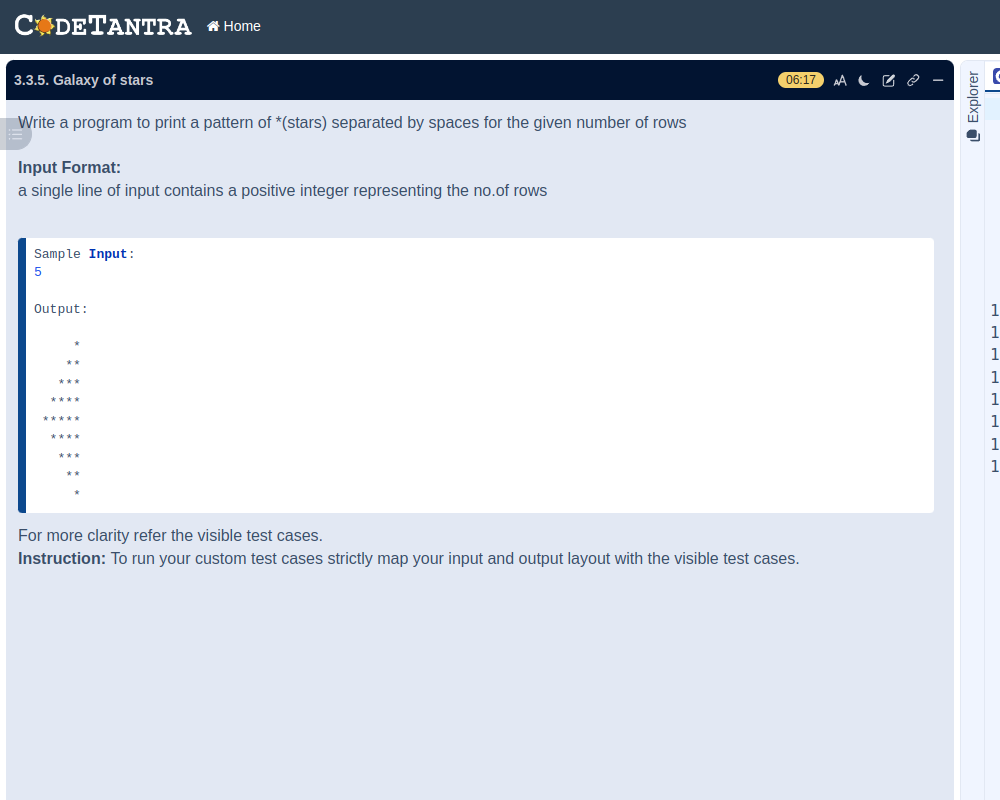 CODETANTRA Home
3.3.5. Galaxy of stars 06:17
Write a program to print a pattern of *(stars) separated by spaces for the given number of rows
Input Format:
a single line of input contains a positive integer representing the no.of rows
Sample Input:
5
Output:
     *
    **
   ***
  ****
 *****
  ****
   ***
    **
     *
For more clarity refer the visible test cases.
Instruction: To run your custom test cases strictly map your input and output layout with the visible test cases.
Explorer
1
1
1
1
1
1
1
1